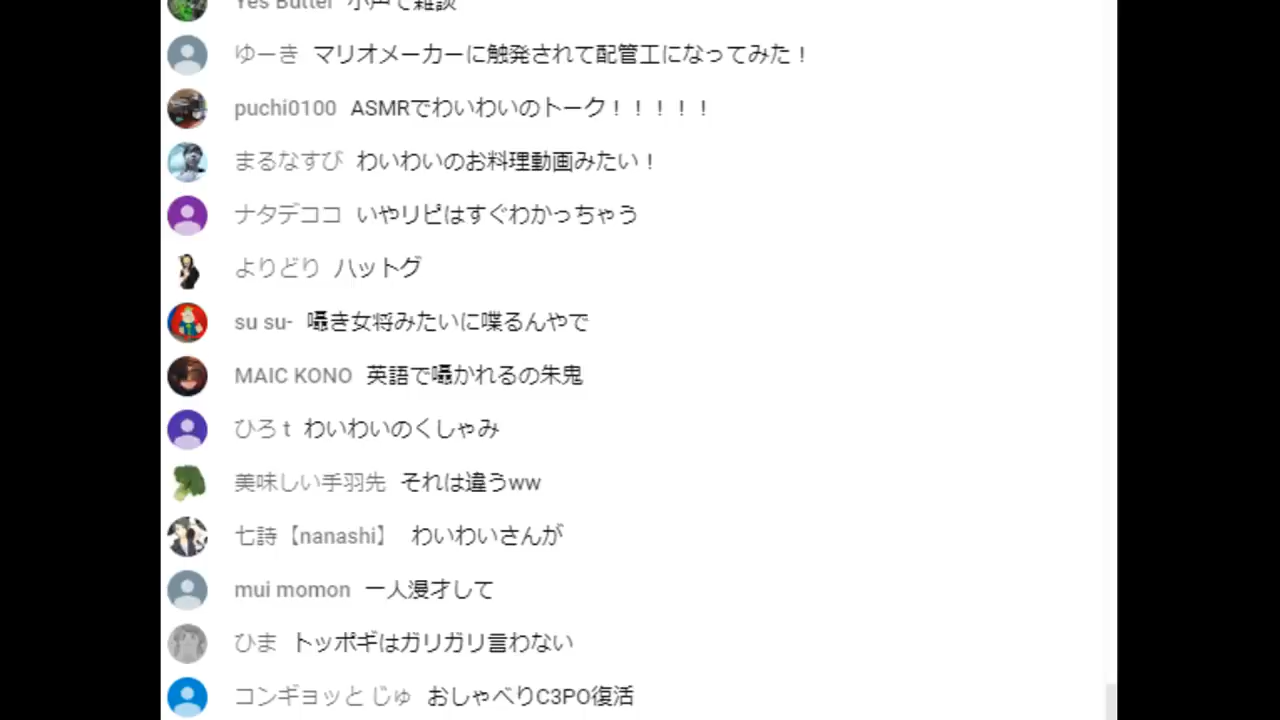 Yes Butter 小声で雑談
ゆーき マリオメーカーに触発されて配管工になってみた！
puchi0100 ASMRでわいわいのトーク！！！！！
まるなすび わいわいのお料理動画みたい！
ナタデココ いやリピはすぐわかっちゃう
よりどり ハットグ
su su- 囁き女将みたいに喋るんやで
MAIC KONO 英語で囁かれるの朱鬼
ひろ t わいわいのくしゃみ
美味しい手羽先 それは違うww
七詩【nanashi】 わいわいさんが
mui momon 一人漫才して
ひま トッポギはガリガリ言わない
コンギョッと じゅ おしゃべりC3PO復活